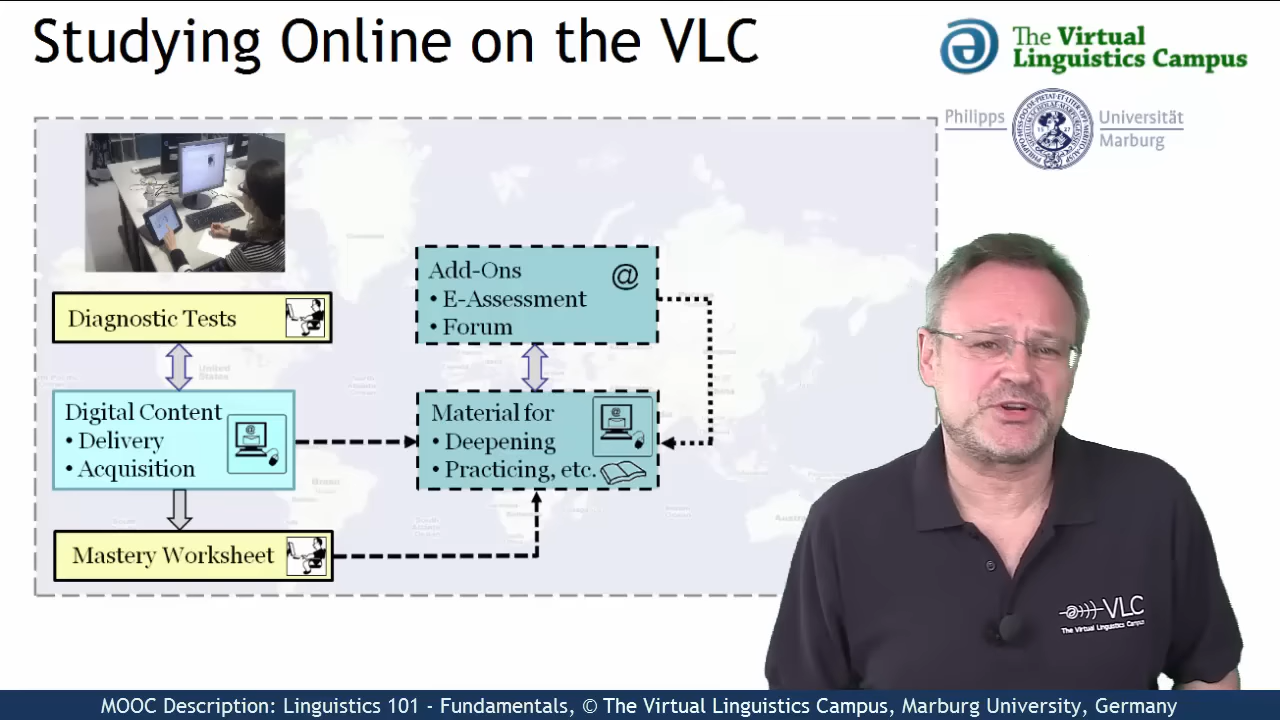 Studying Online on the VLC
The Virtual
Linguistics Campus
Philipps Universität
Marburg
Diagnostic Tests
Digital Content
• Delivery
• Acquisition
Mastery Worksheet
Add-Ons
@
• E-Assessment
• Forum
Material for
• Deepening
• Practicing, etc.
VLC
The Virtual Linguistics Campus
MOOC Description: Linguistics 101 - Fundamentals, © The Virtual Linguistics Campus, Marburg University, Germany